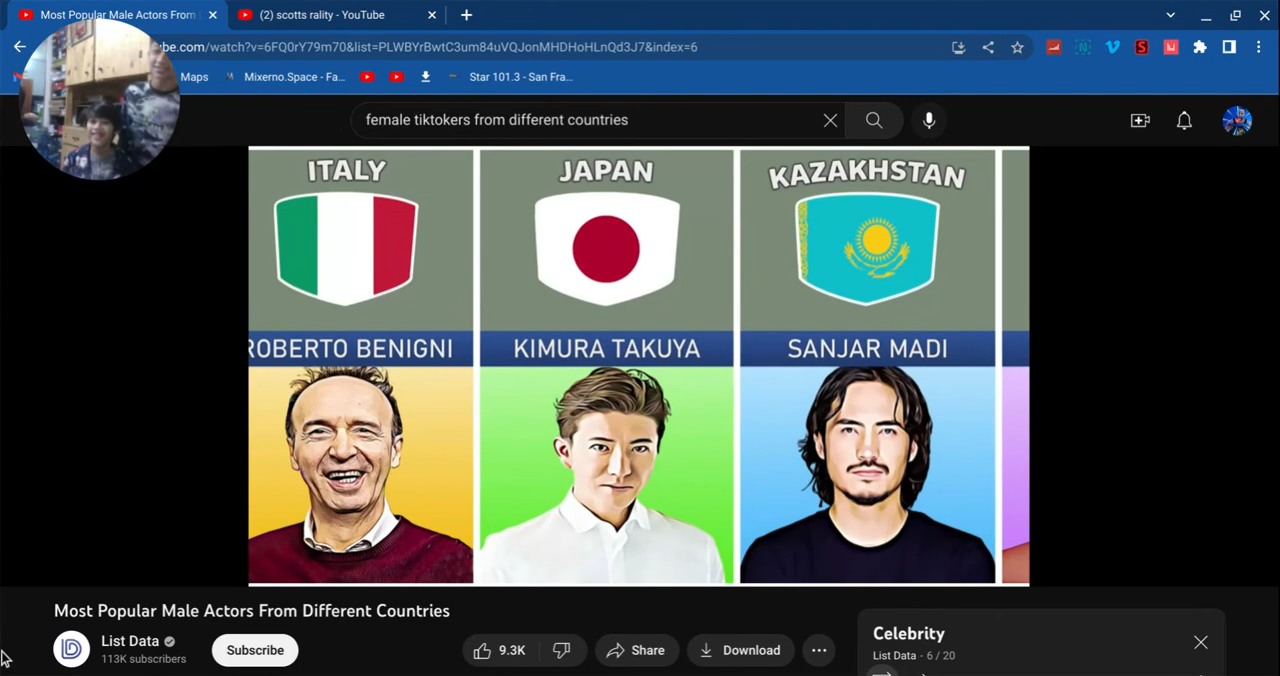 Most Popular Male Actors From
(2) scotts rality - YouTube
be.com/watch?v=6FQ0rY79m70&list=PLWBYrBwtC3um84uVQJonMHDHoHLnQd3J7&index=6
Maps
Mixerno.Space - Fa...
Star 101.3 - San Fra...
female tiktokers from different countries
ITALY
JAPAN
KAZAKHSTAN
ROBERTO BENIGNI
KIMURA TAKUYA
SANJAR MADI
Most Popular Male Actors From Different Countries
List Data
113K subscribers
Subscribe
9.3K
Share
Download
Celebrity
List Data - 6 / 20